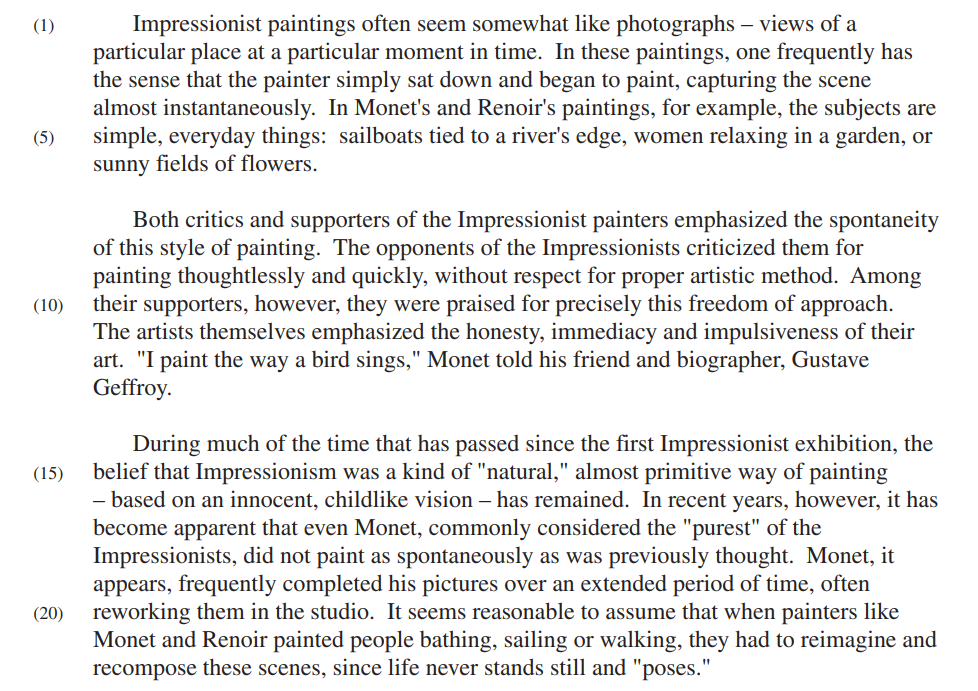 (1) Impressionist paintings often seem somewhat like photographs – views of a
particular place at a particular moment in time. In these paintings, one frequently has
the sense that the painter simply sat down and began to paint, capturing the scene
almost instantaneously. In Monet's and Renoir's paintings, for example, the subjects are
(5) simple, everyday things: sailboats tied to a river's edge, women relaxing in a garden, or
sunny fields of flowers.
Both critics and supporters of the Impressionist painters emphasized the spontaneity
of this style of painting. The opponents of the Impressionists criticized them for
painting thoughtlessly and quickly, without respect for proper artistic method. Among
(10) their supporters, however, they were praised for precisely this freedom of approach.
The artists themselves emphasized the honesty, immediacy and impulsiveness of their
art. "I paint the way a bird sings," Monet told his friend and biographer, Gustave
Geffroy.
During much of the time that has passed since the first Impressionist exhibition, the
(15) belief that Impressionism was a kind of "natural," almost primitive way of painting
– based on an innocent, childlike vision – has remained. In recent years, however, it has
become apparent that even Monet, commonly considered the "purest" of the
Impressionists, did not paint as spontaneously as was previously thought. Monet, it
appears, frequently completed his pictures over an extended period of time, often
(20) reworking them in the studio. It seems reasonable to assume that when painters like
Monet and Renoir painted people bathing, sailing or walking, they had to reimagine and
recompose these scenes, since life never stands still and "poses."